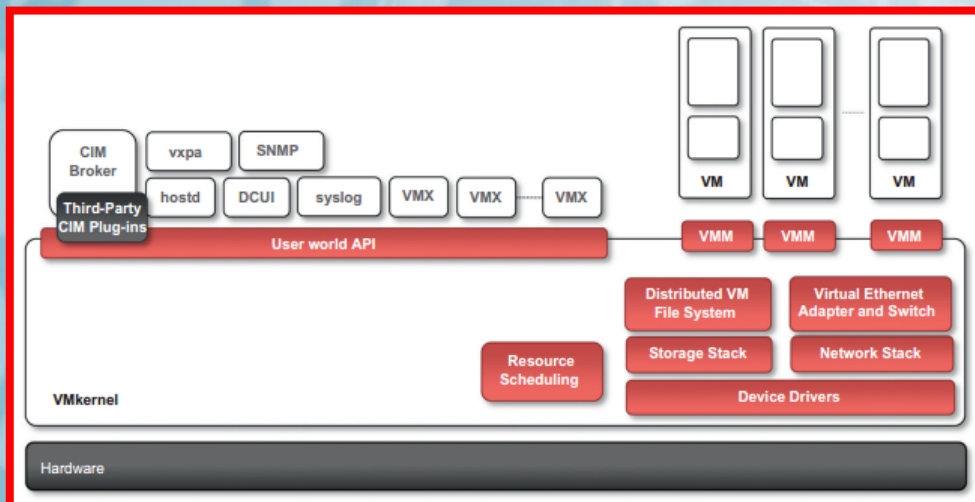 VM VM VM
CIM
Broker
vxpa SNMP
hostd DCUI syslog VMX VMX VMX
Third-Party
CIM Plug-ins
User world API
VMM VMM VMM
Distributed VM
File System
Virtual Ethernet
Adapter and Switch
Storage Stack Network Stack
Resource
Scheduling
Device Drivers
VMkernel
Hardware